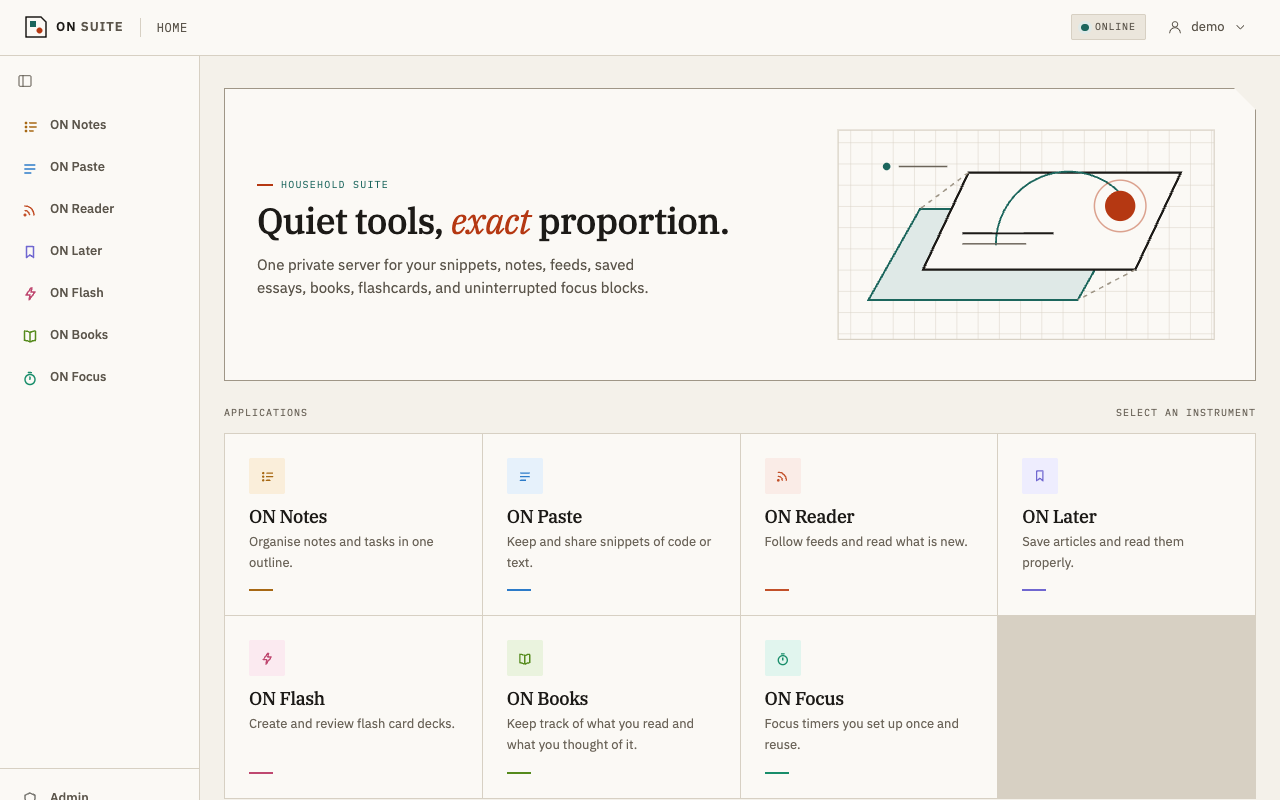 ON SUITE
HOME
ONLINE
demo
ON Notes
ON Paste
ON Reader
ON Later
ON Flash
ON Books
ON Focus
Admin
HOUSEHOLD SUITE
Quiet tools, exact proportion.
One private server for your snippets, notes, feeds, saved
essays, books, flashcards, and uninterrupted focus blocks.
APPLICATIONS
SELECT AN INSTRUMENT
ON Notes
Organise notes and tasks in one
outline.
ON Paste
Keep and share snippets of code or
text.
ON Reader
Follow feeds and read what is new.
ON Later
Save articles and read them
properly.
ON Flash
Create and review flash card decks.
ON Books
Keep track of what you read and
what you thought of it.
ON Focus
Focus timers you set up once and
reuse.